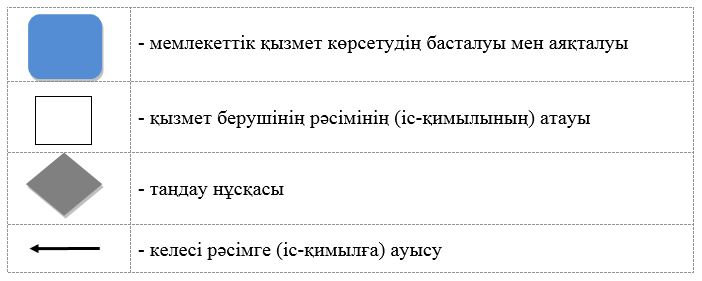 - мемлекеттік қызмет көрсетудің басталуы мен аяқталуы
- қызмет берушінің рәсімінің (іс-қимылының) атауы
- таңдау нұсқасы
- келесі рәсімге (іс-қимылға) ауысу